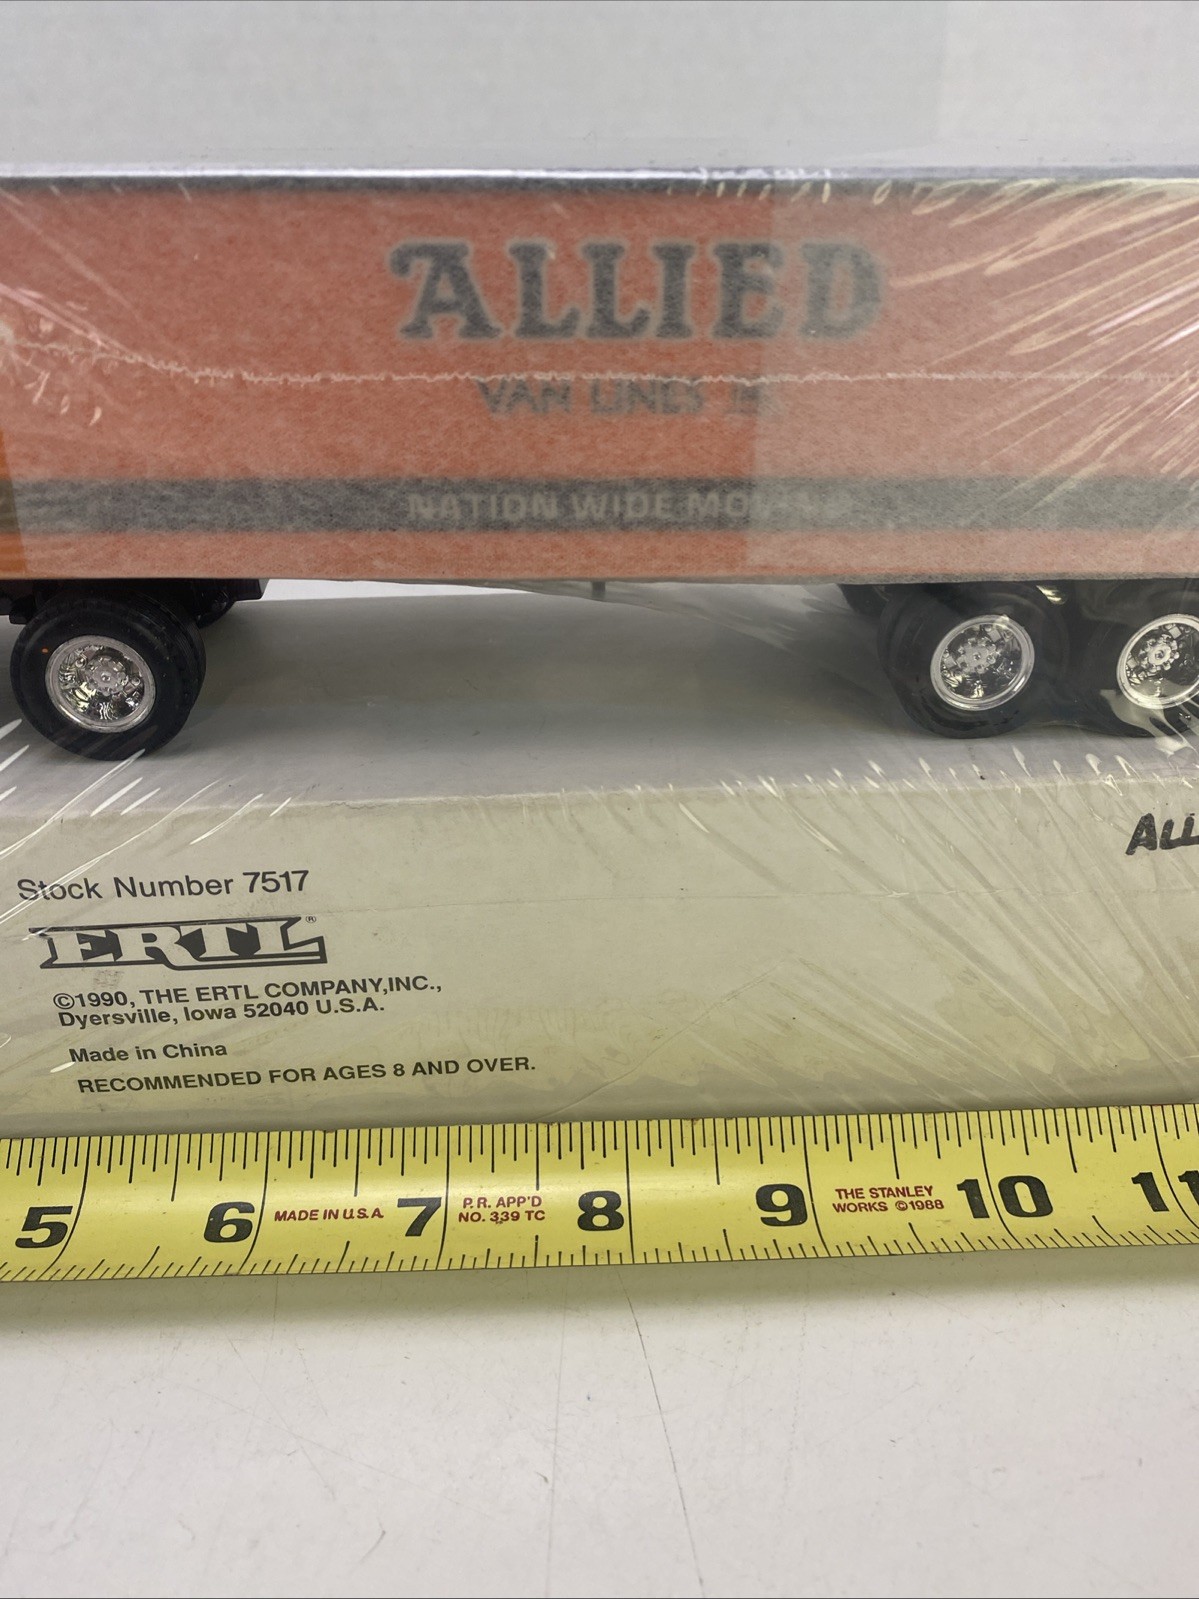 ALLIED
VAN LINES
NATION WIDE MOVING
ALL
Stock Number 7517
ERTL®
©1990, THE ERTL COMPANY,INC.,
Dyersville, Iowa 52040 U.S.A.
Made in China
RECOMMENDED FOR AGES 8 AND OVER.
5 6 MADE IN U.S.A. 7 P.R. APP'D NO. 339 TC 8 9 THE STANLEY WORKS ©1988 10 11